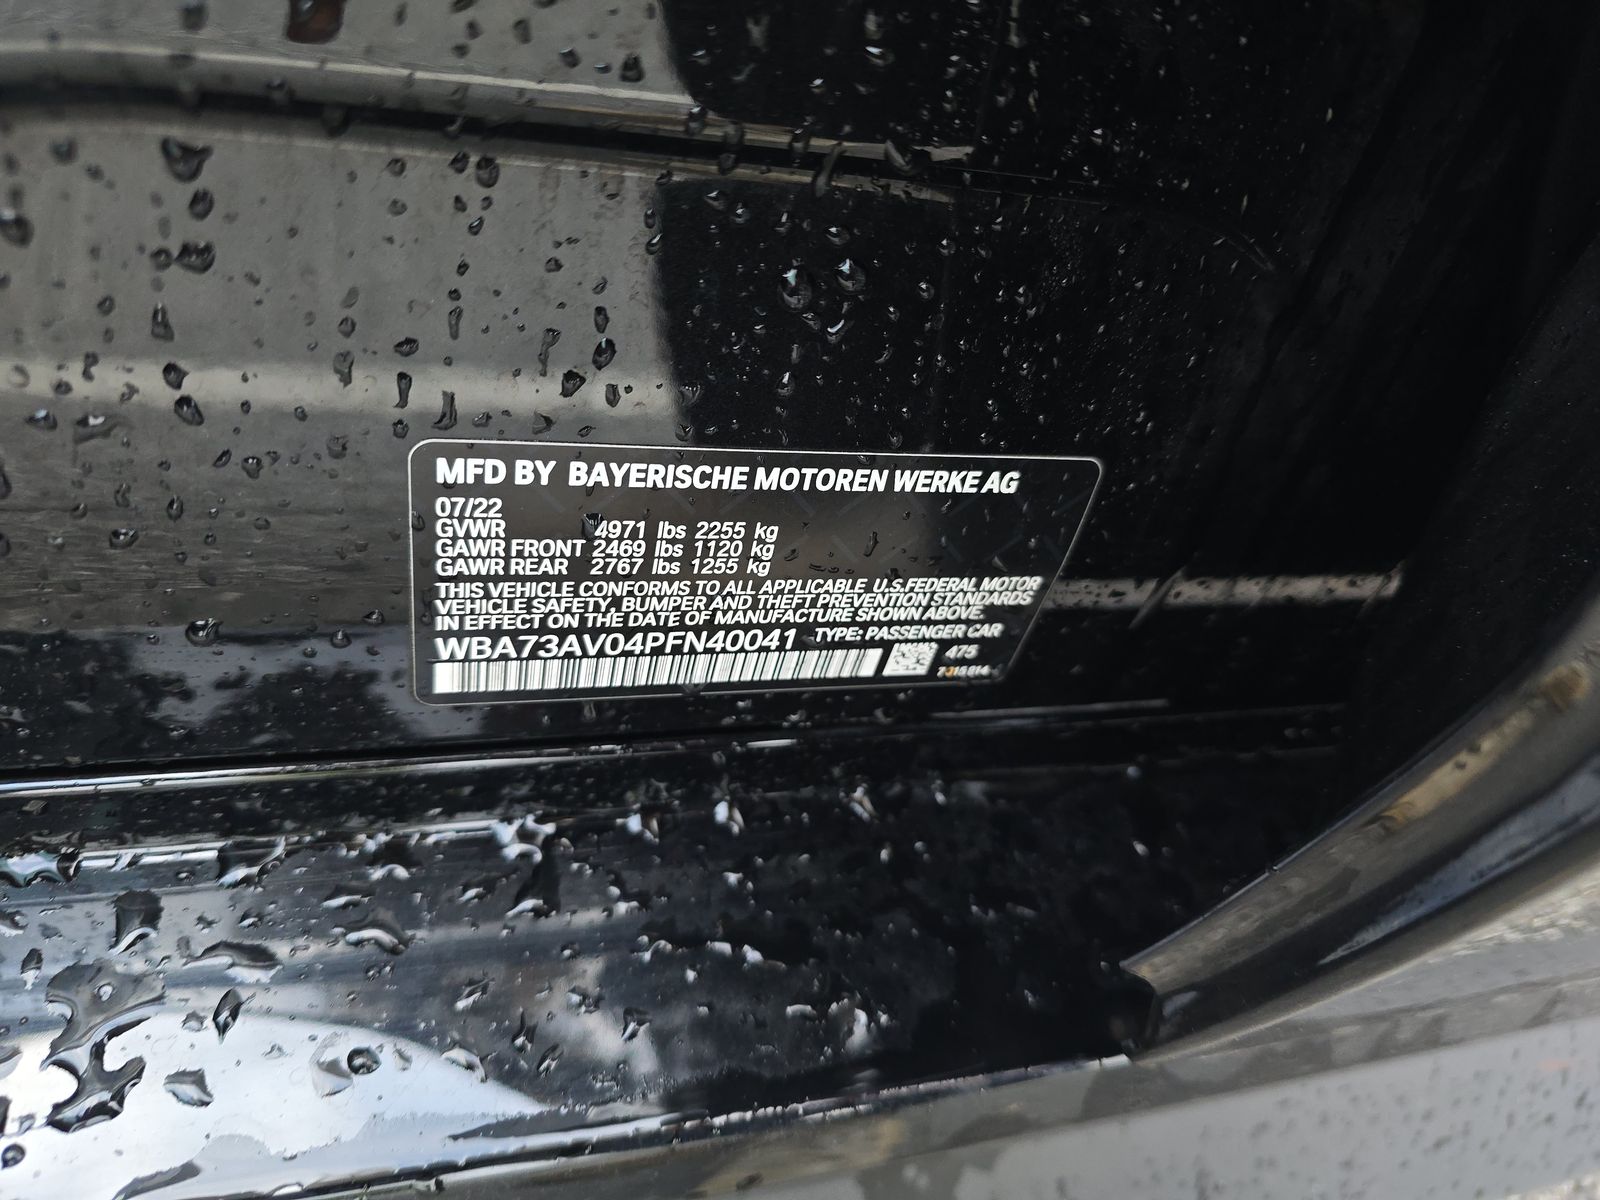 MFD BY BAYERISCHE MOTOREN WERKE AG
07/22
GVWR 4971 lbs 2255 kg
GAWR FRONT 2469 lbs 1120 kg
GAWR REAR 2767 lbs 1255 kg
THIS VEHICLE CONFORMS TO ALL APPLICABLE U.S.FEDERAL MOTOR
VEHICLE SAFETY, BUMPER AND THEFT PREVENTION STANDARDS
IN EFFECT ON THE DATE OF MANUFACTURE SHOWN ABOVE.
WBA73AV04PFN40041 TYPE: PASSENGER CAR
475